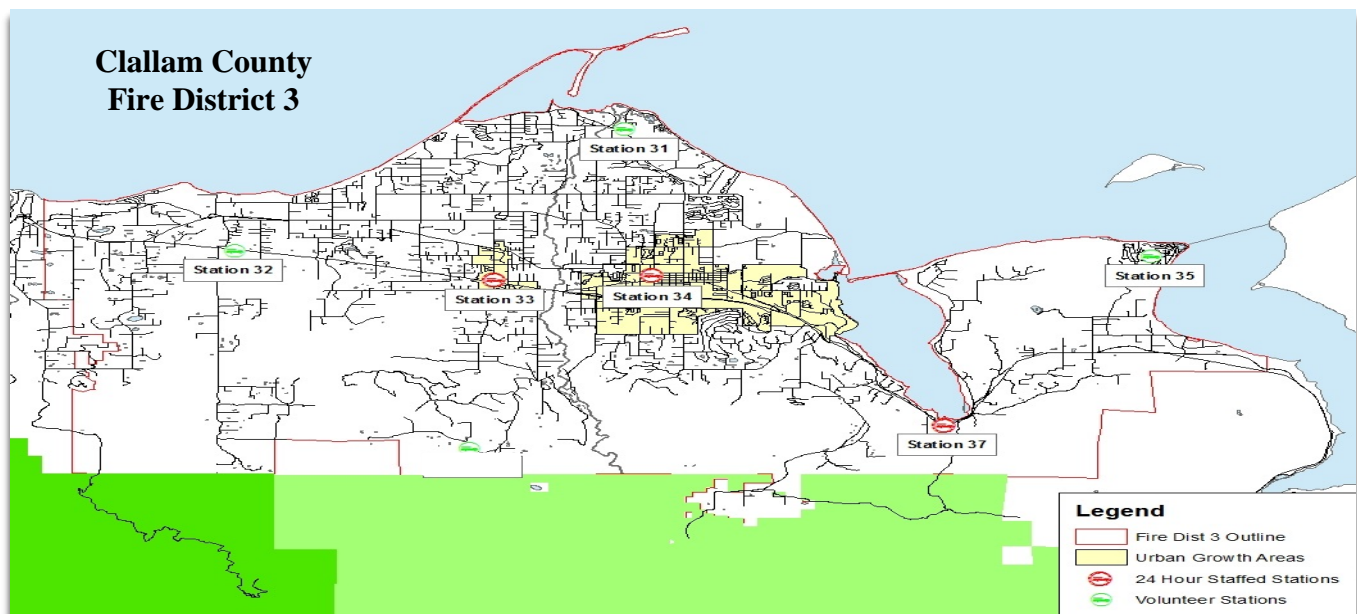 Clallam County
Fire District 3
Station 31
Station 32
Station 33
Station 34
Station 35
Station 37
Legend
Fire Dist 3 Outline
Urban Growth Areas
24 Hour Staffed Stations
Volunteer Stations